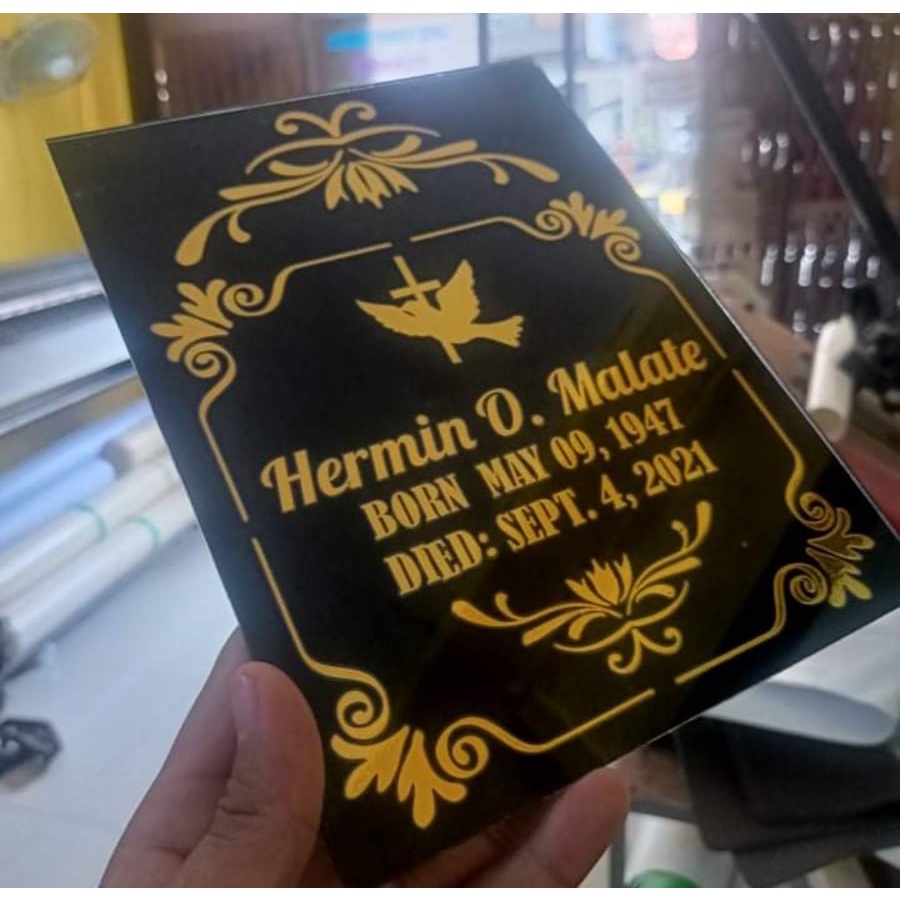 Hermin O. Malate
BORN MAY 09, 1947
DIED: SEPT. 4, 2021